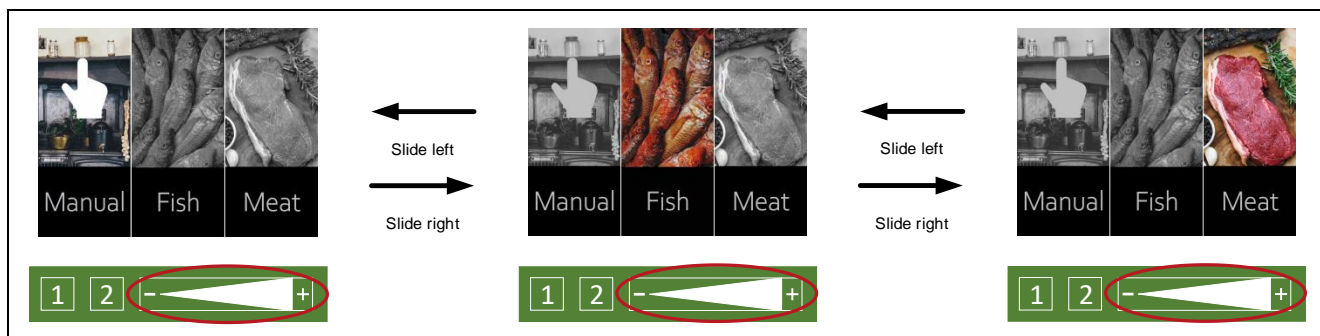 Slide left
Slide left
Manual Fish Meat
Manual Fish Meat
Manual Fish Meat
Slide right
Slide right
1 2 - +
1 2 - +
1 2 - +